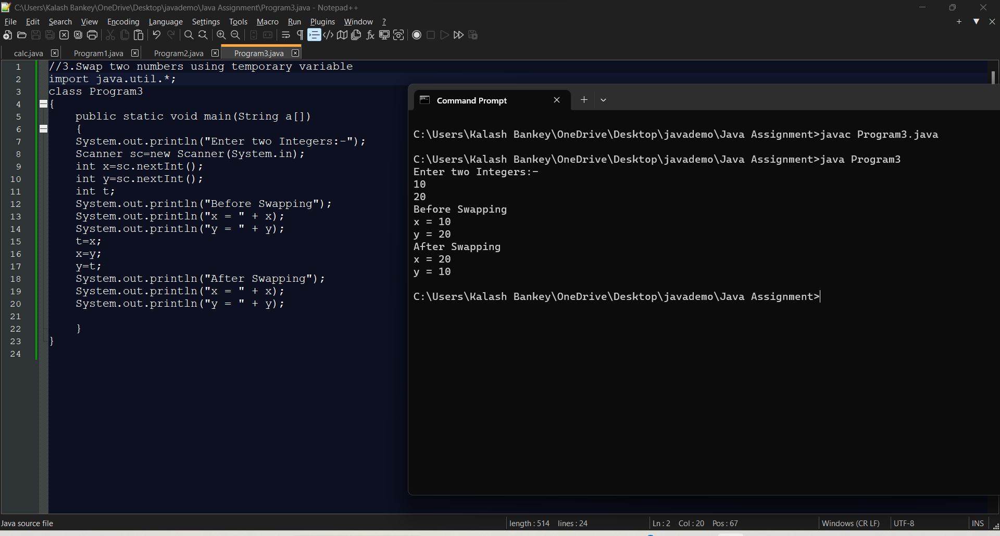 C:\Users\Kalash Bankey\OneDrive\Desktop\javademo\Java Assignment\Program3.java - Notepad++
File Edit Search View Encoding Language Settings Tools Macro Run Plugins Window ?
calc.java Program1.java Program2.java Program3.java
1 //3.Swap two numbers using temporary variable
2 import java.util.*;
3 class Program3
4 {
5 public static void main(String a[])
6 {
7 System.out.println("Enter two Integers:-");
8 Scanner sc=new Scanner(System.in);
9 int x=sc.nextInt();
10 int y=sc.nextInt();
11 int t;
12 System.out.println("Before Swapping");
13 System.out.println("x = " + x);
14 System.out.println("y = " + y);
15 t=x;
16 x=y;
17 y=t;
18 System.out.println("After Swapping");
19 System.out.println("x = " + x);
20 System.out.println("y = " + y);
21
22 }
23 }
24
Command Prompt
C:\Users\Kalash Bankey\OneDrive\Desktop\javademo\Java Assignment>javac Program3.java
C:\Users\Kalash Bankey\OneDrive\Desktop\javademo\Java Assignment>java Program3
Enter two Integers:-
10
20
Before Swapping
x = 10
y = 20
After Swapping
x = 20
y = 10
C:\Users\Kalash Bankey\OneDrive\Desktop\javademo\Java Assignment>
Java source file length : 514 lines : 24 Ln : 2 Col : 20 Pos : 67 Windows (CR LF) UTF-8 INS